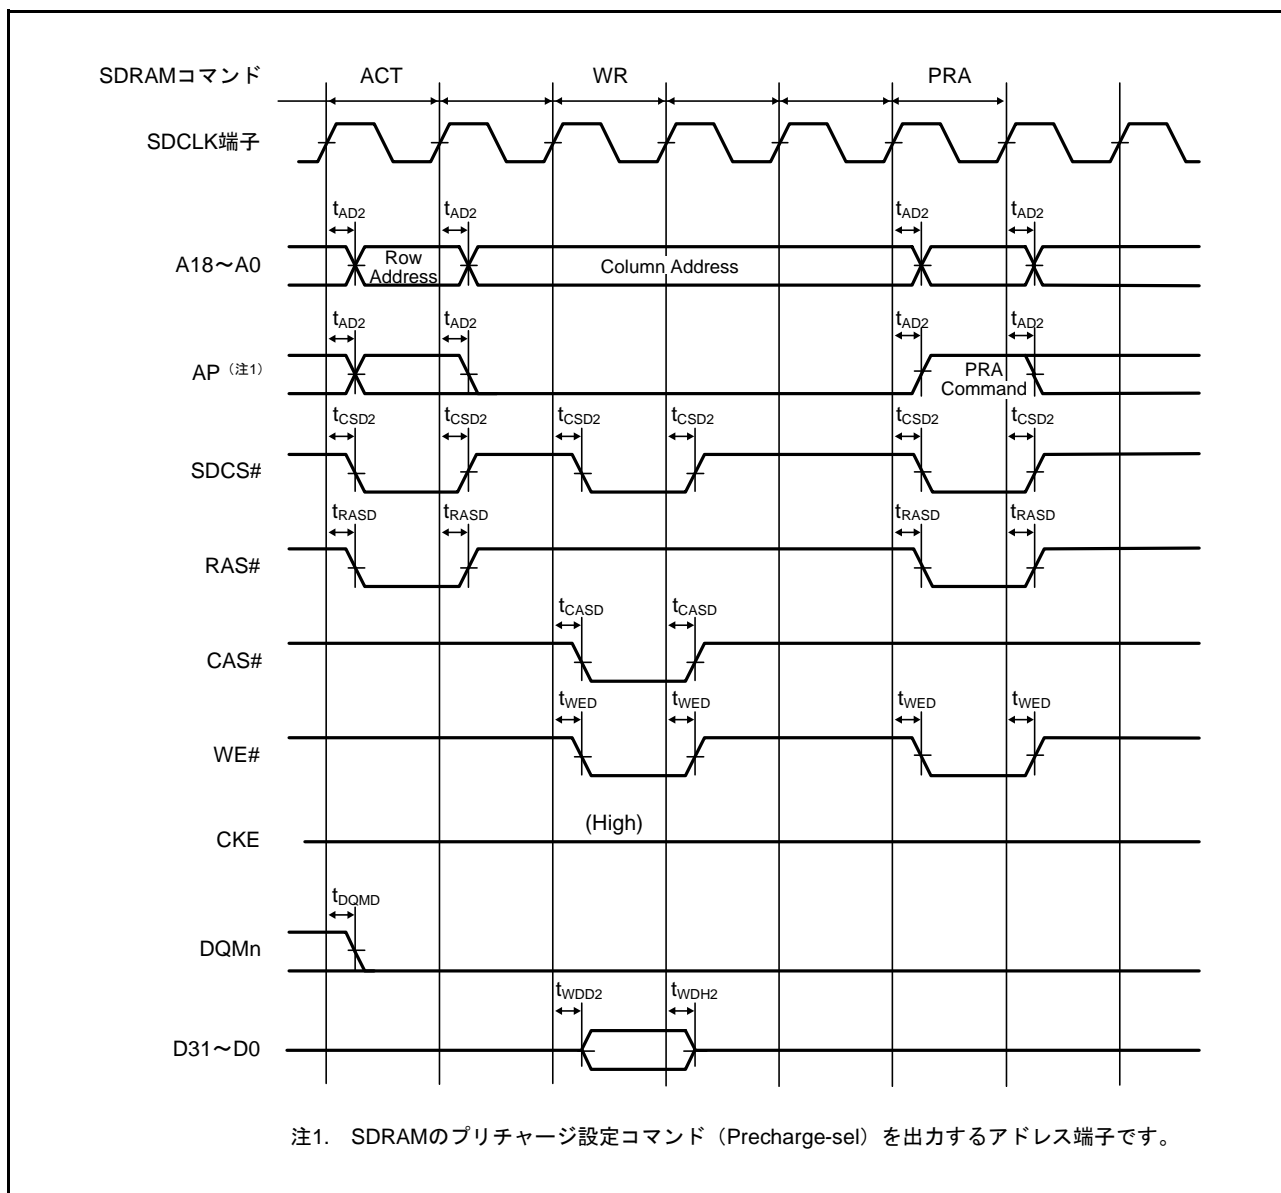 SDRAMコマンド ACT WR PRA
SDCLK端子
tAD2 tAD2 tAD2 tAD2
A18～A0 Row Address Column Address
tAD2 tAD2 tAD2 tAD2
AP（注1） PRA Command
tCSD2 tCSD2 tCSD2 tCSD2 tCSD2 tCSD2
SDCS#
tRASD tRASD tRASD tRASD
RAS#
tCASD tCASD
CAS#
tWED tWED tWED tWED
WE#
(High)
CKE
tDQMD
DQMn
tWDD2 tWDH2
D31～D0
注1. SDRAMのプリチャージ設定コマンド（Precharge-sel）を出力するアドレス端子です。